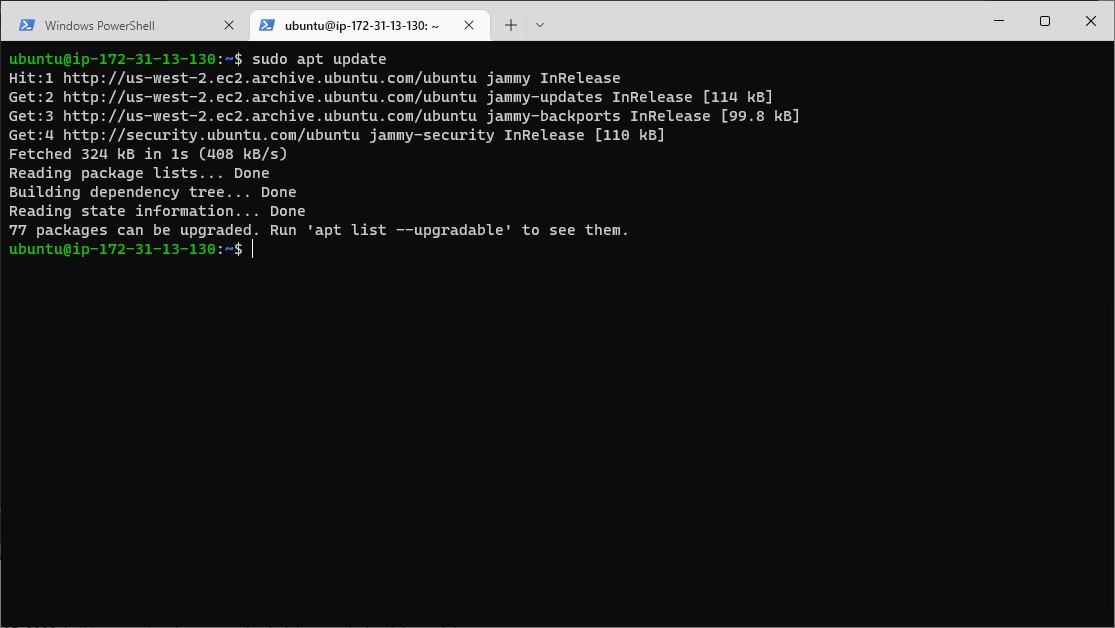 Windows PowerShell
ubuntu@ip-172-31-13-130: ~
ubuntu@ip-172-31-13-130:~$ sudo apt update
Hit:1 http://us-west-2.ec2.archive.ubuntu.com/ubuntu jammy InRelease
Get:2 http://us-west-2.ec2.archive.ubuntu.com/ubuntu jammy-updates InRelease [114 kB]
Get:3 http://us-west-2.ec2.archive.ubuntu.com/ubuntu jammy-backports InRelease [99.8 kB]
Get:4 http://security.ubuntu.com/ubuntu jammy-security InRelease [110 kB]
Fetched 324 kB in 1s (408 kB/s)
Reading package lists... Done
Building dependency tree... Done
Reading state information... Done
77 packages can be upgraded. Run 'apt list --upgradable' to see them.
ubuntu@ip-172-31-13-130:~$